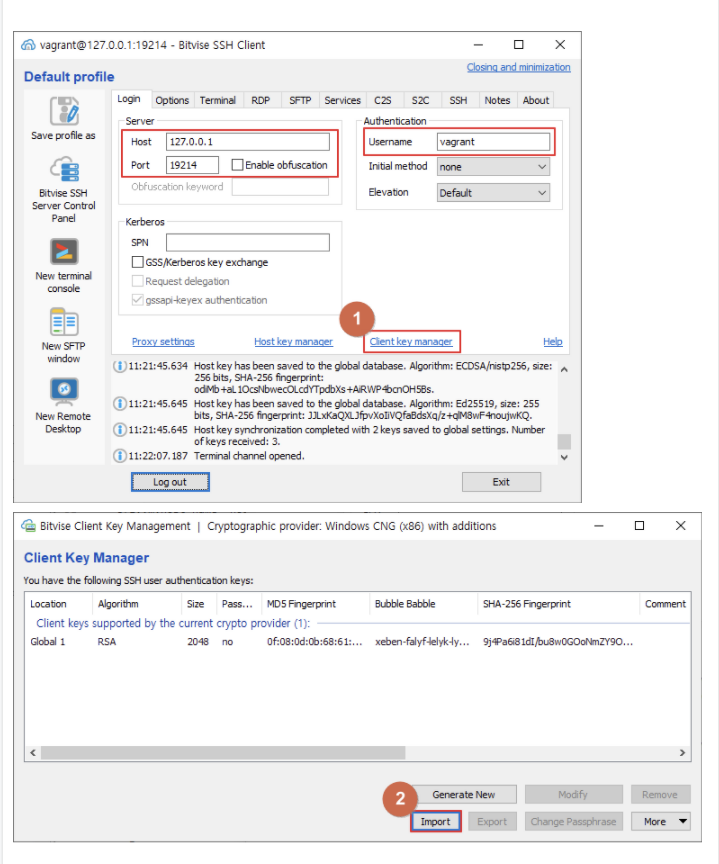 vagrant@127.0.0.1:19214 - Bitvise SSH Client
Default profile
Closing and minimization
Save profile as
Bitvise SSH
Server Control
Panel
New terminal
console
New SFTP
window
New Remote
Desktop
Login Options Terminal RDP SFTP Services C2S S2C SSH Notes About
Server
Host 127.0.0.1
Port 19214 Enable obfuscation
Obfuscation keyword
Kerberos
SPN
GSS/Kerberos key exchange
Request delegation
gssapi-keyex authentication
Authentication
Username vagrant
Initial method none
Elevation Default
1
Proxy settings Host key manager Client key manager Help
11:21:45.634 Host key has been saved to the global database. Algorithm: ECDSA/nistp256, size:
256 bits, SHA-256 fingerprint:
odiMb+aL1OcsNbwecOLcdYTpdbXs+AiRWP4bcnOH5Bs.
11:21:45.645 Host key has been saved to the global database. Algorithm: Ed25519, size: 255
bits, SHA-256 fingerprint: JJLxKaQXLJfpvXoIiVQfaBdsXq/z+qlM8wF4noujwKQ.
11:21:45.645 Host key synchronization completed with 2 keys saved to global settings. Number
of keys received: 3.
11:22:07.187 Terminal channel opened.
Log out Exit
Bitvise Client Key Management | Cryptographic provider: Windows CNG (x86) with additions
Client Key Manager
You have the following SSH user authentication keys:
Location Algorithm Size Pass... MD5 Fingerprint Bubble Babble SHA-256 Fingerprint Comment
Client keys supported by the current crypto provider (1):
Global 1 RSA 2048 no 0f:08:0d:0b:68:61:... xeben-falyf-lelyk-ly... 9j4Pa6i81dI/bu8w0GOoNmZY9O...
2
Generate New Modify Remove
Import Export Change Passphrase More